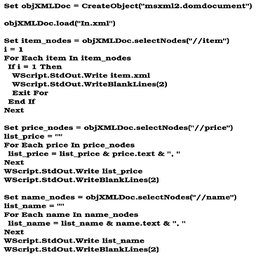 Set objXMLDoc = CreateObject("msxml2.domdocument")
objXMLDoc.load("In.xml")
Set item_nodes = objXMLDoc.selectNodes("//item")
i = 1
For Each item In item_nodes
If i = 1 Then
WScript.StdOut.Write item.xml
WScript.StdOut.WriteBlankLines(2)
Exit For
End If
Next
Set price_nodes = objXMLDoc.selectNodes("//price")
list_price = ""
For Each price In price_nodes
list_price = list_price & price.text & ", "
Next
WScript.StdOut.Write list_price
WScript.StdOut.WriteBlankLines(2)
Set name_nodes = objXMLDoc.selectNodes("//name")
list_name = ""
For Each name In name_nodes
list_name = list_name & name.text & ", "
Next
WScript.StdOut.Write list_name
WScript.StdOut.WriteBlankLines(2)